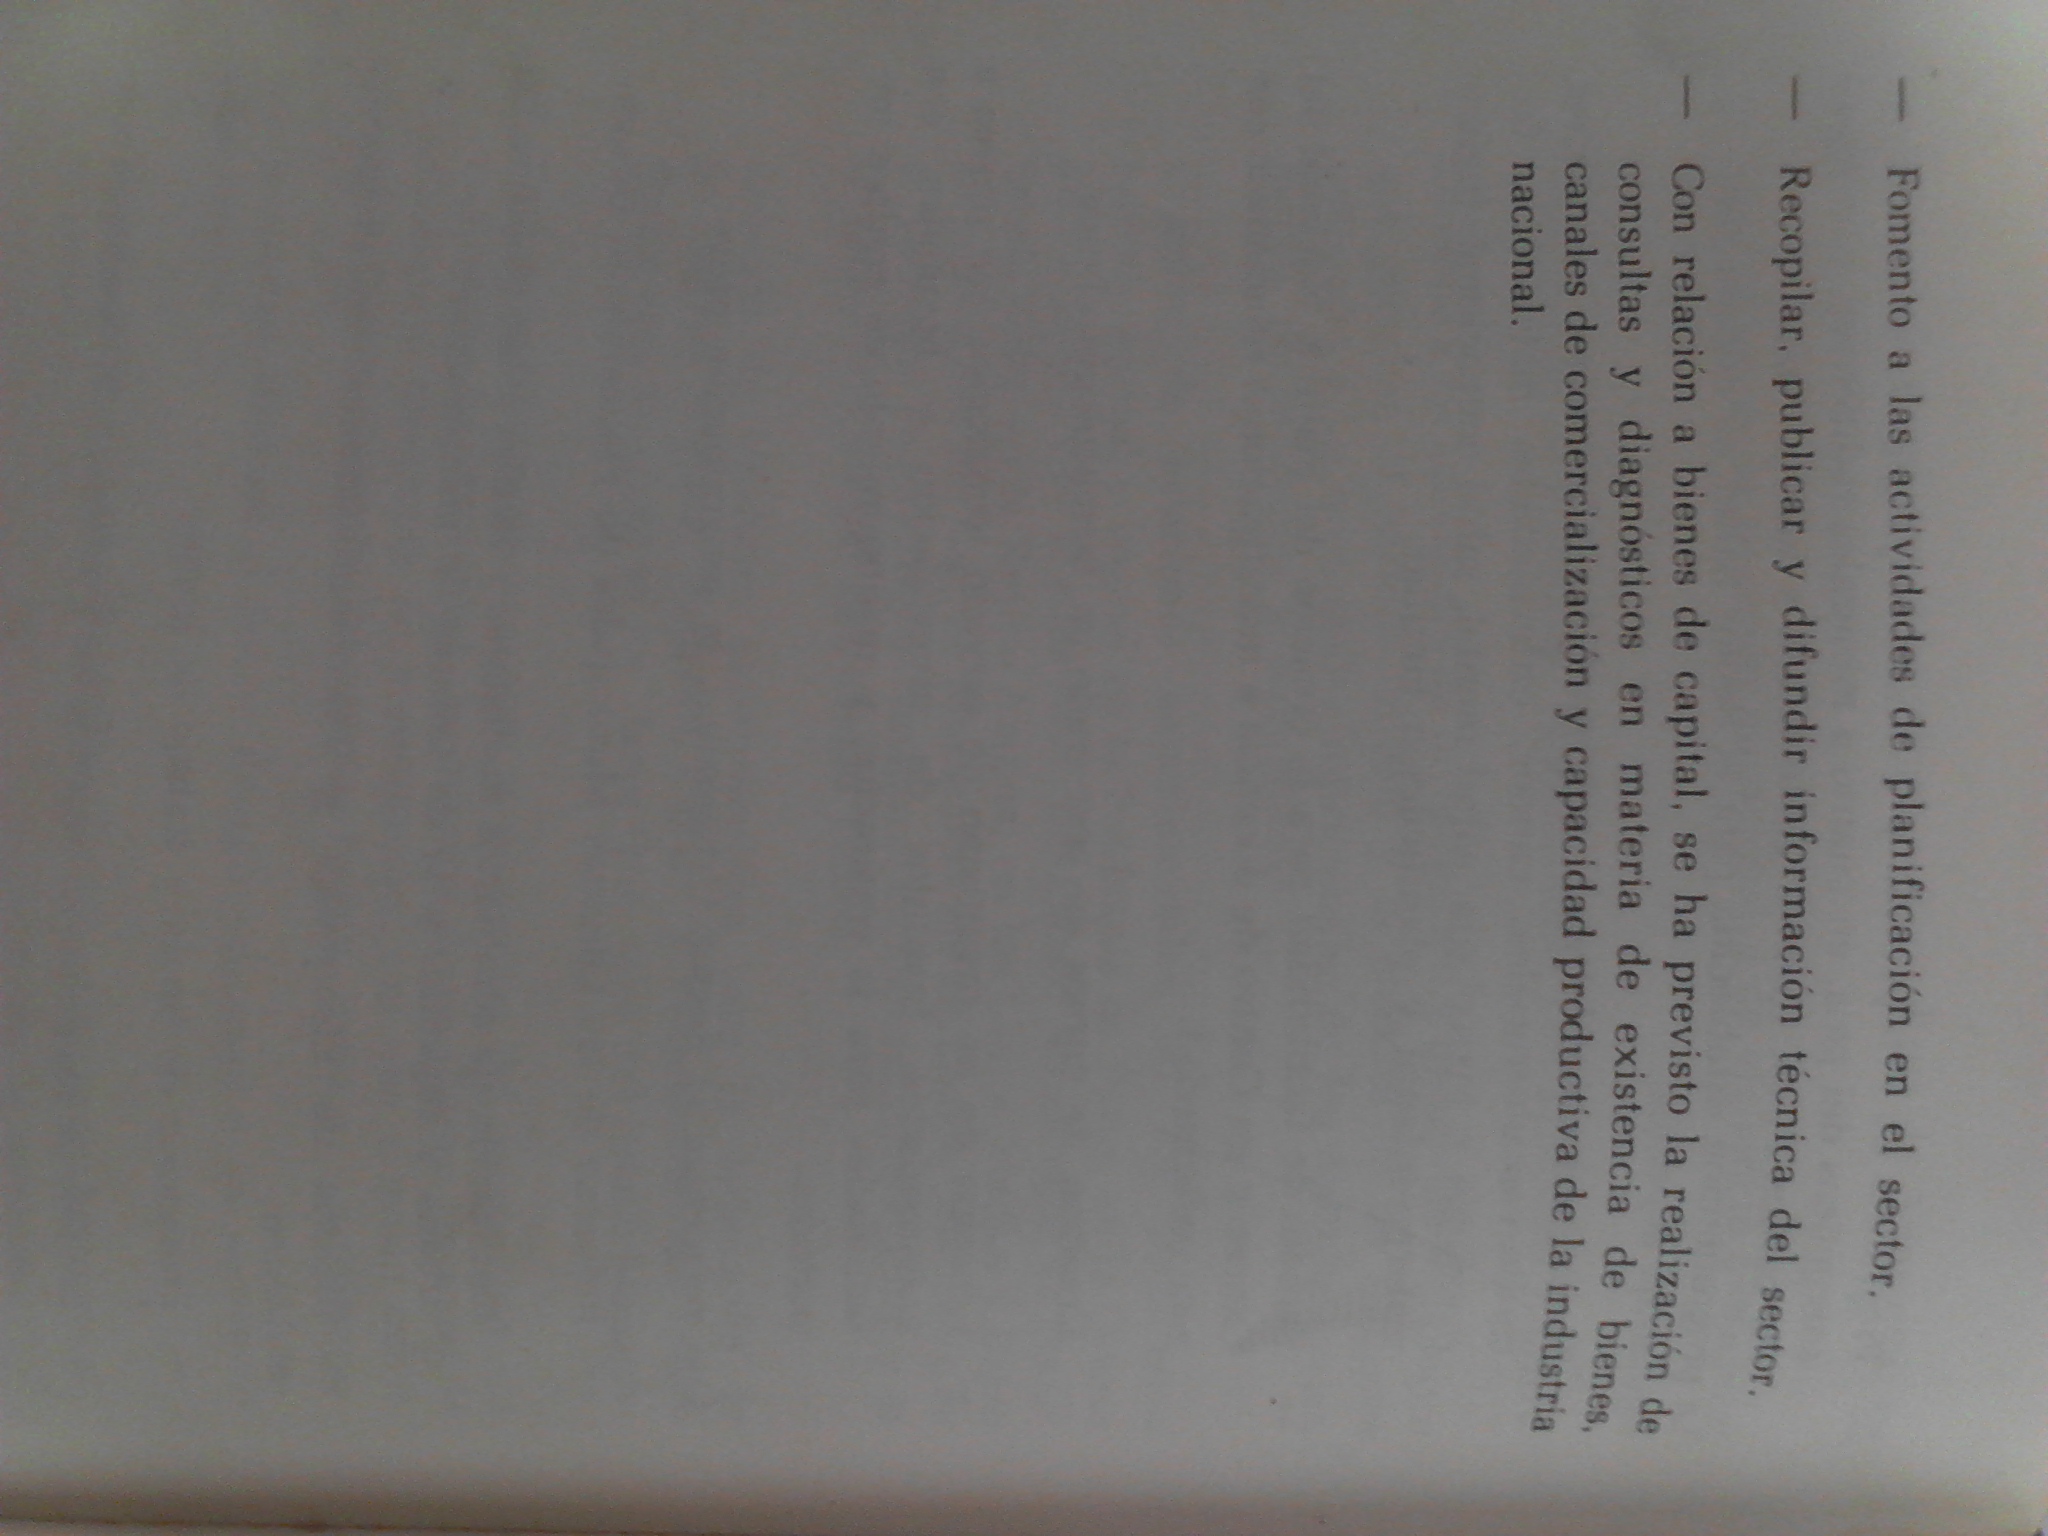 — Fomento a las actividades de planificación en el sector.
— Recopilar, publicar y difundir información técnica del sector.
— Con relación a bienes de capital, se ha previsto la realización de
consultas y diagnósticos en materia de existencia de bienes,
canales de comercialización y capacidad productiva de la industria
nacional.